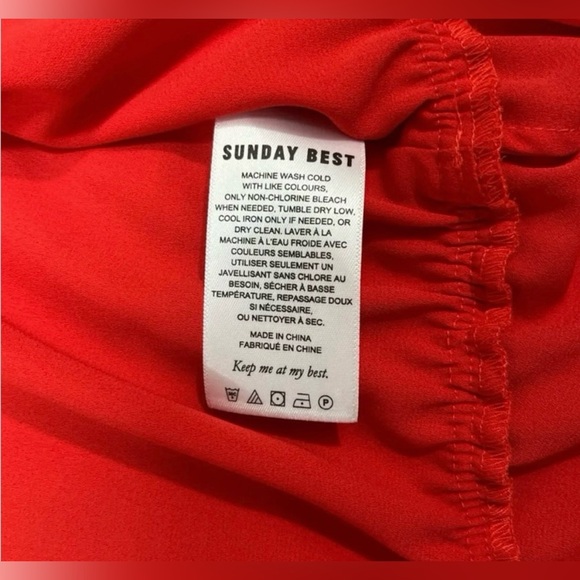 SUNDAY BEST
MACHINE WASH COLD
WITH LIKE COLOURS,
ONLY NON-CHLORINE BLEACH
WHEN NEEDED, TUMBLE DRY LOW,
COOL IRON ONLY IF NEEDED, OR
DRY CLEAN. LAVER À LA
MACHINE À L'EAU FROIDE AVEC
COULEURS SEMBLABLES,
UTILISER SEULEMENT UN
JAVELLISANT SANS CHLORE AU
BESOIN, SÉCHER À BASSE
TEMPÉRATURE, REPASSAGE DOUX
SI NÉCESSAIRE,
OU NETTOYER À SEC.
MADE IN CHINA
FABRIQUÉ EN CHINE
Keep me at my best.
P